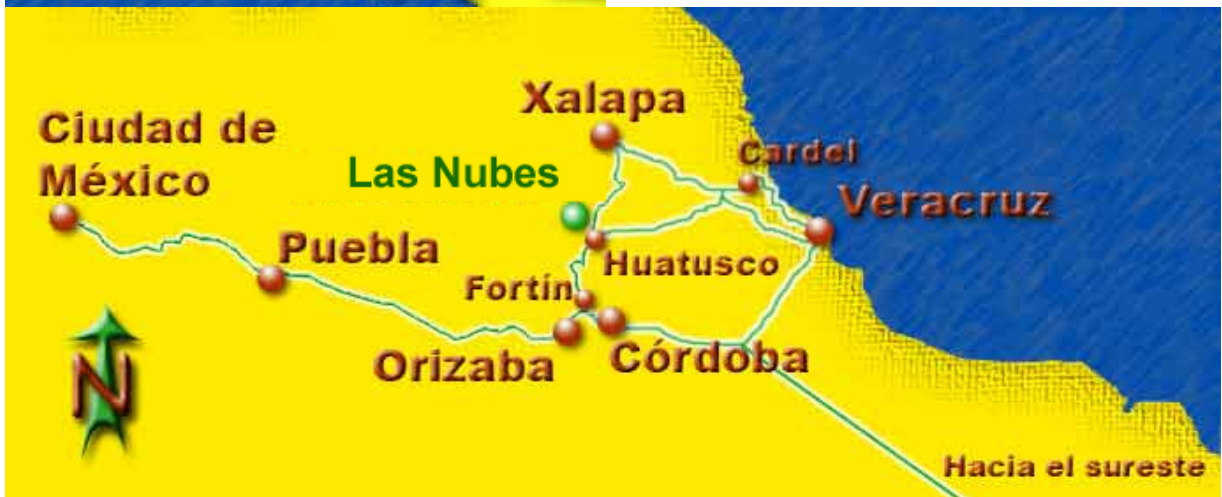 Xalapa
Ciudad de
México
Cardel
Las Nubes
Veracruz
Puebla
Huatusco
Fortín
Orizaba
Córdoba
N
Hacia el sureste